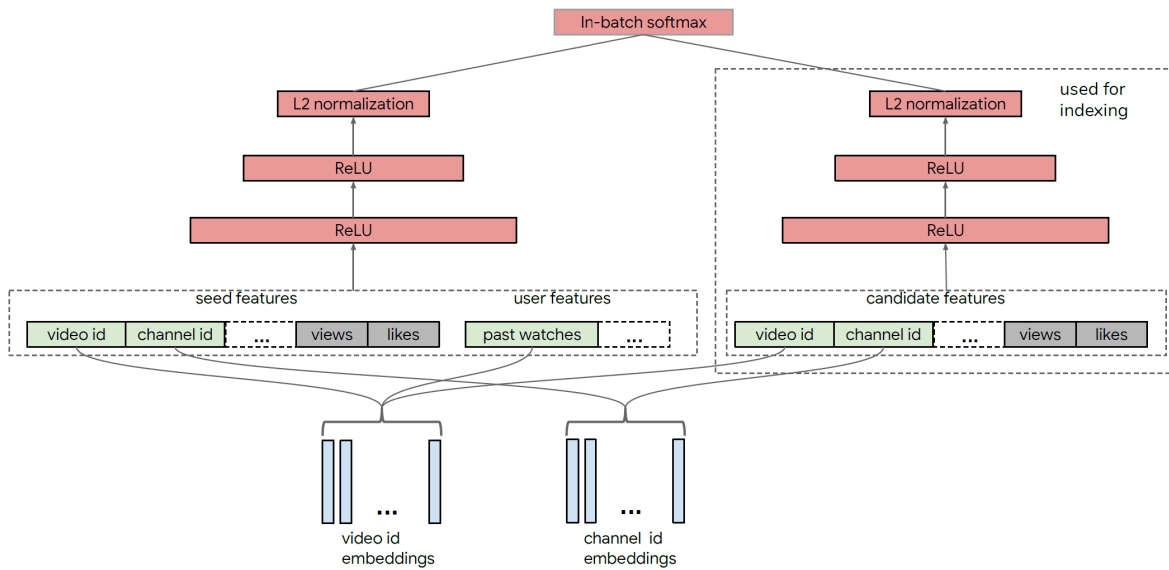 In-batch softmax
L2 normalization
L2 normalization
used for
indexing
ReLU
ReLU
ReLU
ReLU
seed features
user features
candidate features
video id
channel id
...
views
likes
past watches
...
video id
channel id
...
views
likes
...
...
video id
embeddings
channel id
embeddings